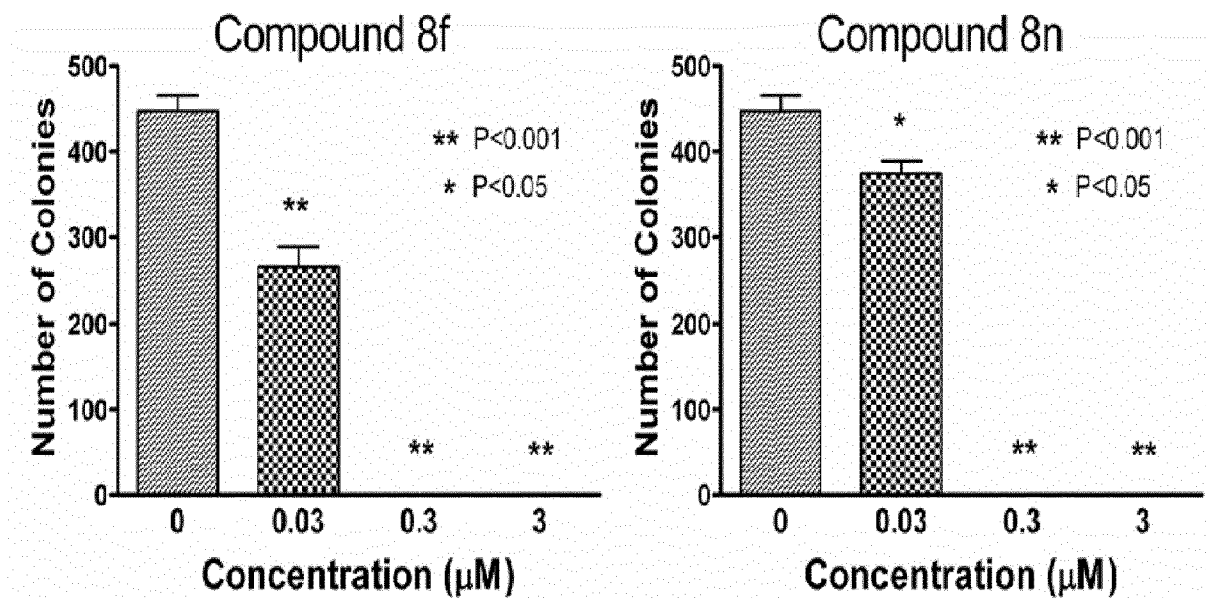 Compound 8f
Number of Colonies
500
400
300
200
100
0
** P<0.001
* P<0.05
**
**
**
0 0.03 0.3 3
Concentration (μM)
Compound 8n
Number of Colonies
500
400
300
200
100
0
** P<0.001
* P<0.05
*
**
**
0 0.03 0.3 3
Concentration (μM)